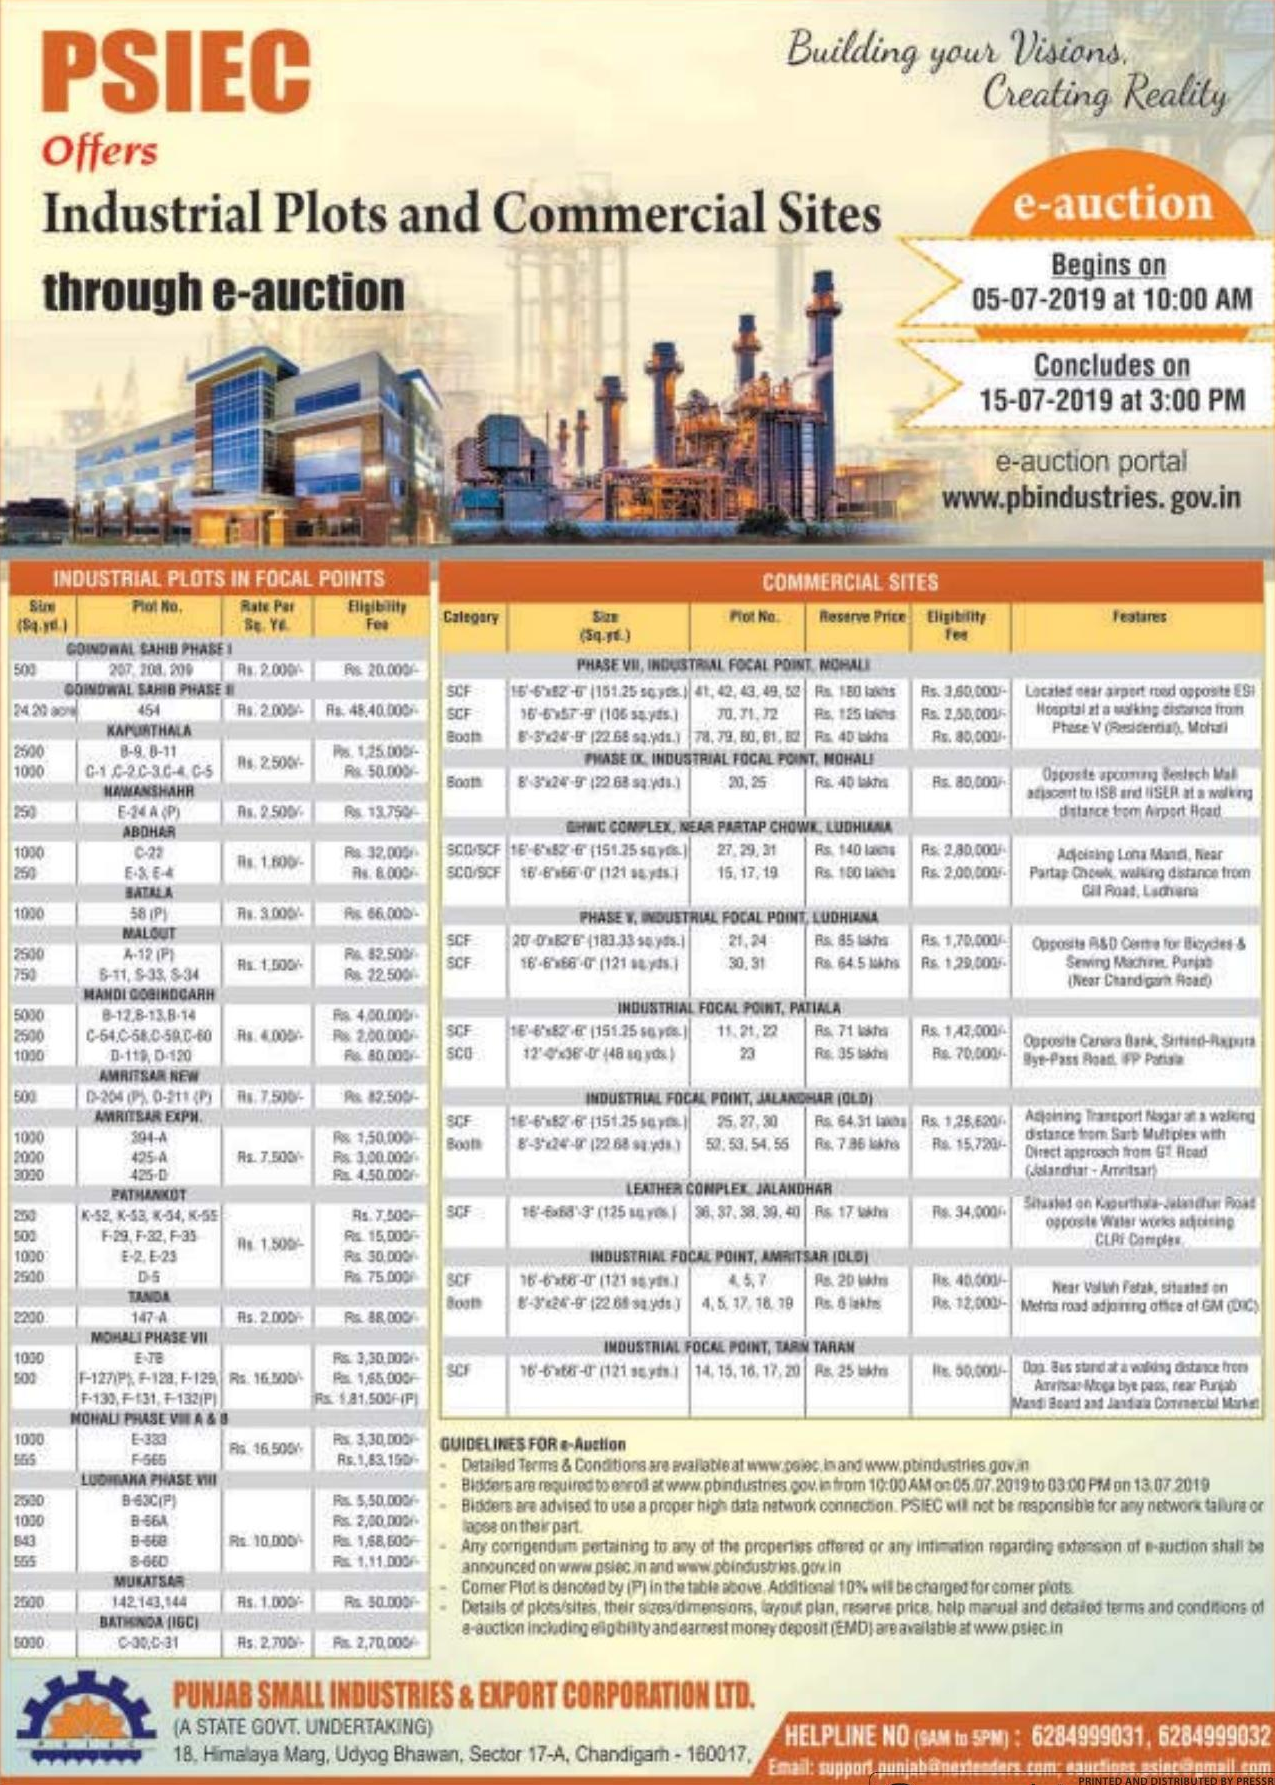 PSIEC
Building your Visions,
Creating Reality
Offers
Industrial Plots and Commercial Sites
through e-auction
e-auction
Begins on
05-07-2019 at 10:00 AM
Concludes on
15-07-2019 at 3:00 PM
e-auction portal
www.pbindustries. gov.in
INDUSTRIAL PLOTS IN FOCAL POINTS
Size (Sq.yd.) Plot No. Rate Per Sq. Yd. Eligibility Fee
GOINDWAL SAHIB PHASE I
500 207, 208, 209 Rs. 2,000/- Rs. 20,000/-
GOINDWAL SAHIB PHASE II
24.20 acre 454 Rs. 2,000/- Rs. 48,40,000/-
KAPURTHALA
2500 B-9, B-11 Rs. 2,500/- Rs. 1,25,000/-
1000 C-1 ,C-2,C-3,C-4, C-5 Rs. 50,000/-
NAWANSHAHR
250 E-24 A (P) Rs. 2,500/- Rs. 13,750/-
ABOHAR
1000 C-22 Rs. 1,600/- Rs. 32,000/-
250 E-3, E-4 Rs. 8,000/-
BATALA
1000 58 (P) Rs. 3,000/- Rs. 66,000/-
MALOUT
2500 A-12 (P) Rs. 1,500/- Rs. 82,500/-
750 S-11, S-33, S-34 Rs. 22,500/-
MANDI GOBINDGARH
5000 B-12,B-13,B-14 Rs. 4,00,000/-
2500 C-54,C-58,C-59,C-60 Rs. 4,000/- Rs. 2,00,000/-
1000 D-119, D-120 Rs. 80,000/-
AMRITSAR NEW
500 D-204 (P), D-211 (P) Rs. 7,500/- Rs. 82,500/-
AMRITSAR EXPN.
1000 394-A Rs. 1,50,000/-
2000 425-A Rs. 7,500/- Rs. 3,00,000/-
3000 425-D Rs. 4,50,000/-
PATHANKOT
250 K-52, K-53, K-54, K-55 Rs. 7,500/-
500 F-29, F-32, F-35 Rs. 1,500/- Rs. 15,000/-
1000 E-2, E-23 Rs. 30,000/-
2500 D-5 Rs. 75,000/-
TANDA
2200 147-A Rs. 2,000/- Rs. 88,000/-
MOHALI PHASE VII
1000 E-78 Rs. 3,30,000/-
500 F-127(P), F-128, F-129, Rs. 16,500/- Rs. 1,65,000/-
F-130, F-131, F-132(P) Rs. 1,81,500/-(P)
MOHALI PHASE VIII A & B
1000 E-333 Rs. 16,500/- Rs. 3,30,000/-
555 F-565 Rs.1,83,150/-
LUDHIANA PHASE VIII
2500 B-63C(P) Rs. 5,50,000/-
1000 B-66A Rs. 2,00,000/-
843 B-66B Rs. 10,000/- Rs. 1,68,600/-
555 B-66D Rs. 1,11,000/-
MUKATSAR
2500 142,143,144 Rs. 1,000/- Rs. 50,000/-
BATHINDA (IGC)
5000 C-30,C-31 Rs. 2,700/- Rs. 2,70,000/-
COMMERCIAL SITES
Category Size (Sq.yd.) Plot No. Reserve Price Eligibility Fee Features
PHASE VII, INDUSTRIAL FOCAL POINT, MOHALI
SCF 16'-6"x82'-6" (151.25 sq.yds.) 41, 42, 43, 49, 52 Rs. 180 lakhs Rs. 3,60,000/- Located near airport road opposite ESI
SCF 16'-6"x57'-9" (106 sq.yds.) 70, 71, 72 Rs. 125 lakhs Rs. 2,50,000/- Hospital at a walking distance from
Booth 8'-3"x24'-9" (22.68 sq.yds.) 78, 79, 80, 81, 82 Rs. 40 lakhs Rs. 80,000/- Phase V (Residential), Mohali
PHASE IX, INDUSTRIAL FOCAL POINT, MOHALI
Booth 8'-3"x24'-9" (22.68 sq.yds.) 20, 25 Rs. 40 lakhs Rs. 80,000/- Opposite upcoming Bestech Mall
adjacent to ISB and IISER at a walking
distance from Airport Road
GHWC COMPLEX, NEAR PARTAP CHOWK, LUDHIANA
SCO/SCF 16'-6"x82'-6" (151.25 sq.yds.) 27, 29, 31 Rs. 140 lakhs Rs. 2,80,000/- Adjoining Loha Mandi, Near
SCO/SCF 16'-6"x66'-0" (121 sq.yds.) 15, 17, 19 Rs. 100 lakhs Rs. 2,00,000/- Partap Chowk, walking distance from
Gill Road, Ludhiana
PHASE V, INDUSTRIAL FOCAL POINT, LUDHIANA
SCF 20'-0"x82'6" (183.33 sq.yds.) 21, 24 Rs. 85 lakhs Rs. 1,70,000/- Opposite R&D Centre for Bicycles &
SCF 16'-6"x66'-0" (121 sq.yds.) 30, 31 Rs. 64.5 lakhs Rs. 1,29,000/- Sewing Machine, Punjab
(Near Chandigarh Road)
INDUSTRIAL FOCAL POINT, PATIALA
SCF 16'-6"x82'-6" (151.25 sq.yds.) 11, 21, 22 Rs. 71 lakhs Rs. 1,42,000/- Opposite Canara Bank, Sirhind-Rajpura
SCO 12'-0"x36'-0" (48 sq.yds.) 23 Rs. 35 lakhs Rs. 70,000/- Bye-Pass Road, IFP Patiala
INDUSTRIAL FOCAL POINT, JALANDHAR (OLD)
SCF 16'-6"x82'-6" (151.25 sq.yds.) 25, 27, 30 Rs. 64.31 lakhs Rs. 1,28,620/- Adjoining Transport Nagar at a walking
Booth 8'-3"x24'-9" (22.68 sq.yds.) 52, 53, 54, 55 Rs. 7.86 lakhs Rs. 15,720/- distance from Sarb Multiplex with
Direct approach from GT Road
(Jalandhar - Amritsar)
LEATHER COMPLEX, JALANDHAR
SCF 16'-6x68'-3" (125 sq.yds.) 36, 37, 38, 39, 40 Rs. 17 lakhs Rs. 34,000/- Situated on Kapurthala-Jalandhar Road
opposite Water works adjoining
CLRI Complex.
INDUSTRIAL FOCAL POINT, AMRITSAR (OLD)
SCF 16'-6"x66'-0" (121 sq.yds.) 4, 5, 7 Rs. 20 lakhs Rs. 40,000/- Near Vallah Fatak, situated on
Booth 8'-3"x24'-9" (22.68 sq.yds.) 4, 5, 17, 18, 19 Rs. 6 lakhs Rs. 12,000/- Mehta road adjoining office of GM (DIC)
INDUSTRIAL FOCAL POINT, TARN TARAN
SCF 16'-6"x66'-0" (121 sq.yds.) 14, 15, 16, 17, 20 Rs. 25 lakhs Rs. 50,000/- Opp. Bus stand at a walking distance from
Amritsar-Moga bye pass, near Punjab
Mandi Board and Jandiala Commercial Market
GUIDELINES FOR e-Auction
- Detailed Terms & Conditions are available at www.psiec.in and www.pbindustries.gov.in
- Bidders are required to enroll at www.pbindustries.gov.in from 10:00 AM on 05.07.2019 to 03:00 PM on 13.07.2019
- Bidders are advised to use a proper high data network connection. PSIEC will not be responsible for any network failure or
lapse on their part.
- Any corrigendum pertaining to any of the properties offered or any intimation regarding extension of e-auction shall be
announced on www.psiec.in and www.pbindustries.gov.in
- Corner Plot is denoted by (P) in the table above. Additional 10% will be charged for corner plots.
- Details of plots/sites, their sizes/dimensions, layout plan, reserve price, help manual and detailed terms and conditions of
e-auction including eligibility and earnest money deposit (EMD) are available at www.psiec.in
PSIEC
PUNJAB SMALL INDUSTRIES & EXPORT CORPORATION LTD.
(A STATE GOVT. UNDERTAKING)
18, Himalaya Marg, Udyog Bhawan, Sector 17-A, Chandigarh - 160017,
HELPLINE NO (9AM to 5PM) : 6284999031, 6284999032
Email: support.punjab@nextenders.com; eauctions.psiec@gmail.com
PRINTED AND DISTRIBUTED BY PRESSR